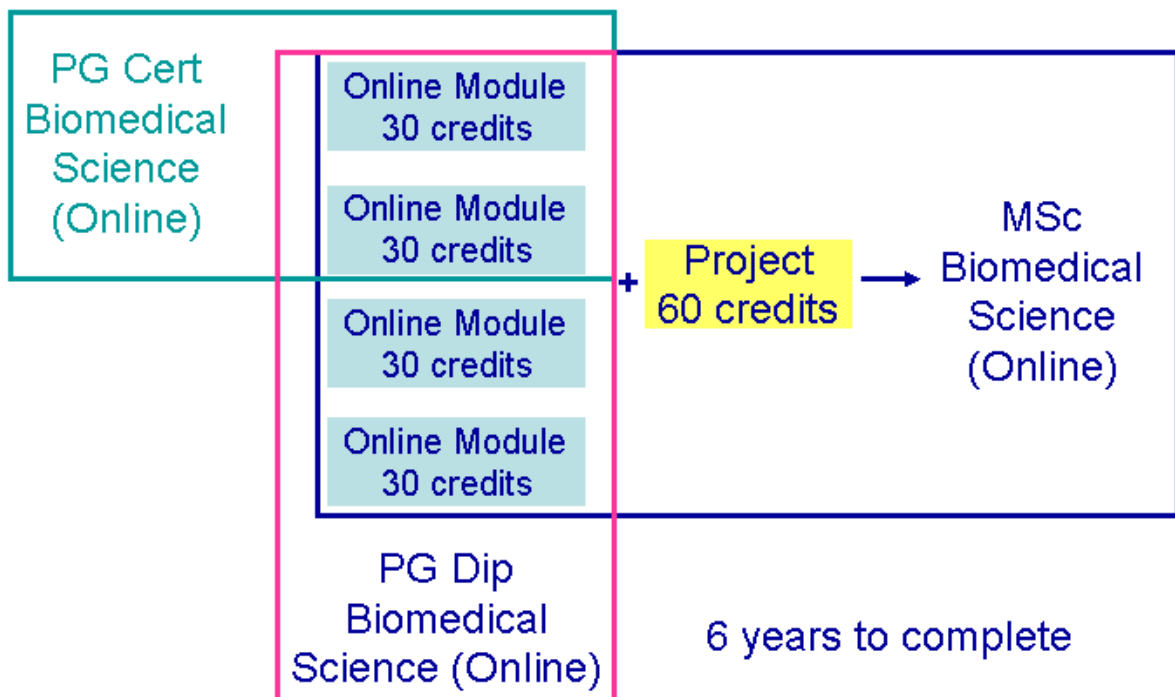 PG Cert
Biomedical
Science
(Online)
Online Module
30 credits
Online Module
30 credits
Online Module
30 credits
Online Module
30 credits
+
Project
60 credits
MSc
Biomedical
Science
(Online)
PG Dip
Biomedical
Science (Online)
6 years to complete